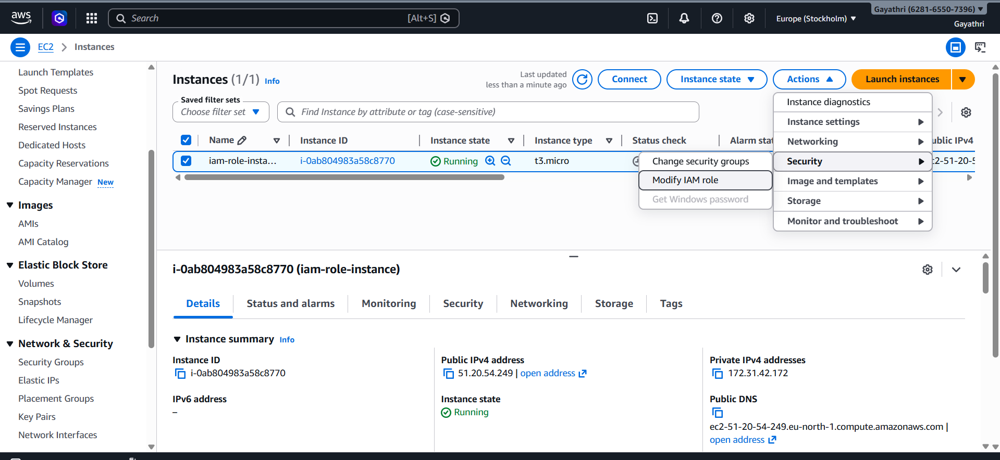 aws
Search
[Alt+S]
Europe (Stockholm)
Gayathri (6281-6550-7396)
Gayathri
EC2
Instances
Launch Templates
Spot Requests
Savings Plans
Reserved Instances
Dedicated Hosts
Capacity Reservations
Capacity Manager New
Images
AMIs
AMI Catalog
Elastic Block Store
Volumes
Snapshots
Lifecycle Manager
Network & Security
Security Groups
Elastic IPs
Placement Groups
Key Pairs
Network Interfaces
Instances (1/1) Info
Last updated
less than a minute ago
Connect
Instance state
Actions
Launch instances
Saved filter sets
Choose filter set
Find Instance by attribute or tag (case-sensitive)
Name
Instance ID
Instance state
Instance type
Status check
Alarm stat
ublic IPv4
iam-role-insta...
i-0ab804983a58c8770
Running
t3.micro
c2-51-20-5
Instance diagnostics
Instance settings
Networking
Security
Image and templates
Storage
Monitor and troubleshoot
Change security groups
Modify IAM role
Get Windows password
i-0ab804983a58c8770 (iam-role-instance)
Details
Status and alarms
Monitoring
Security
Networking
Storage
Tags
Instance summary Info
Instance ID
i-0ab804983a58c8770
Public IPv4 address
51.20.54.249 | open address
Private IPv4 addresses
172.31.42.172
IPv6 address
–
Instance state
Running
Public DNS
ec2-51-20-54-249.eu-north-1.compute.amazonaws.com |
open address